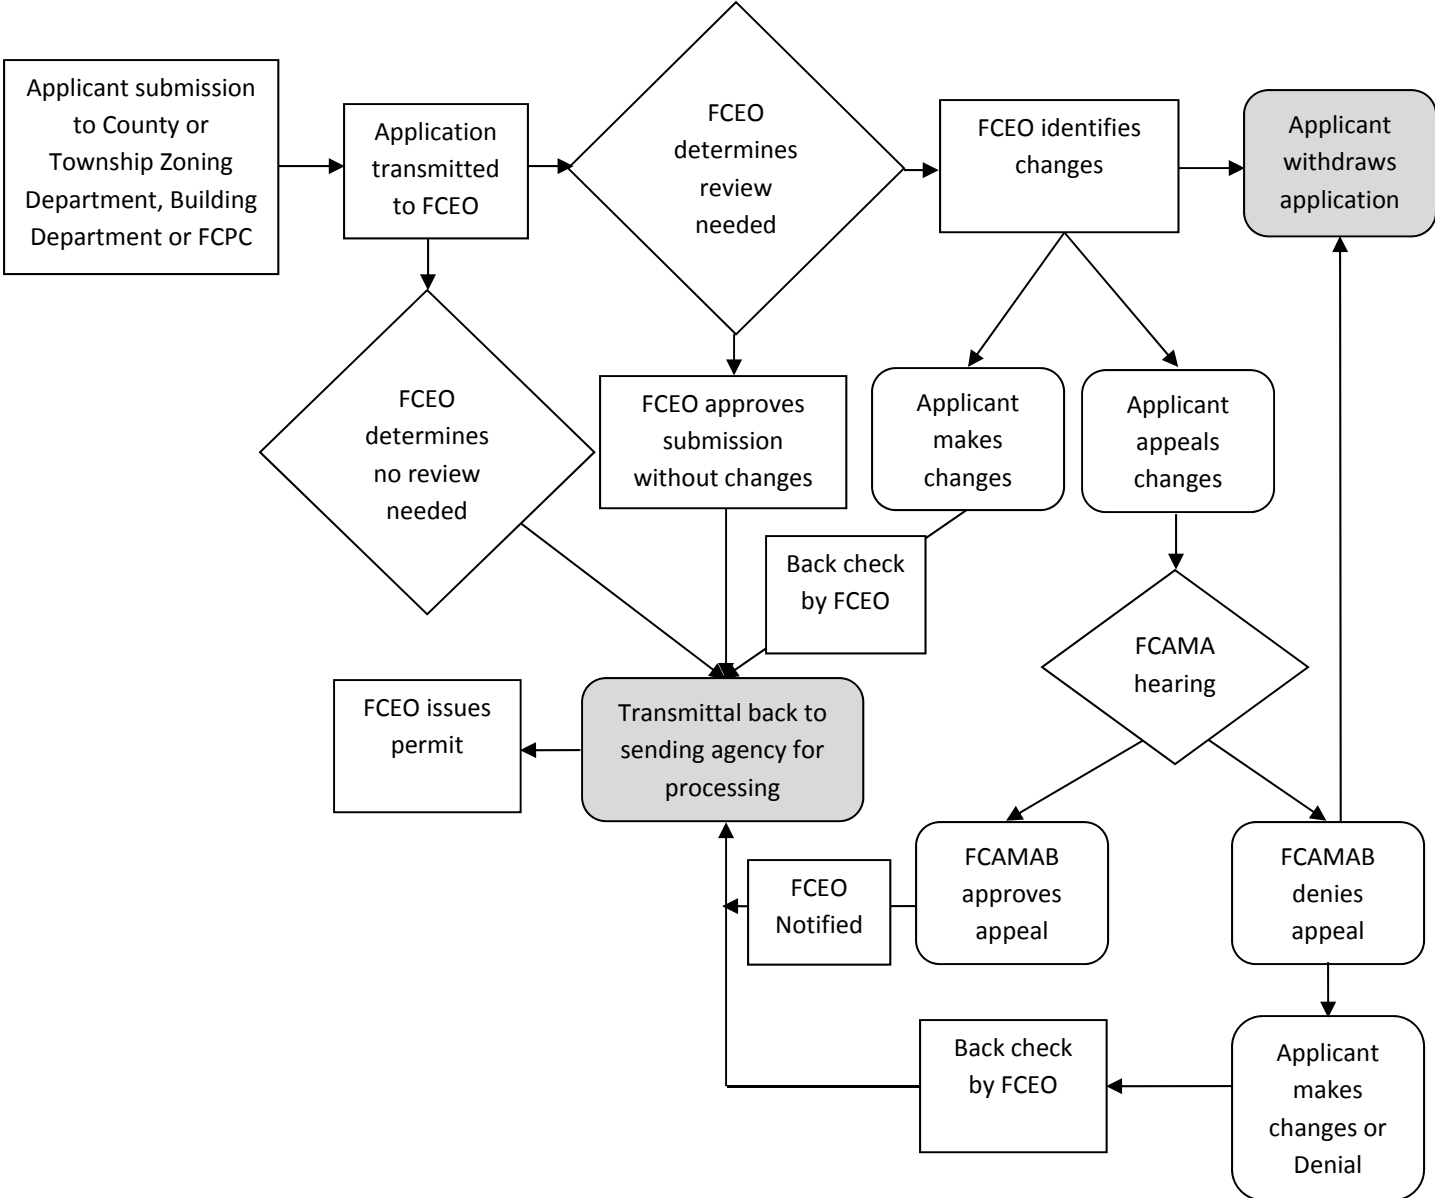 Applicant submission
to County or
Township Zoning
Department, Building
Department or FCPC
Application
transmitted
to FCEO
FCEO
determines
review
needed
FCEO identifies
changes
Applicant
withdraws
application
FCEO
determines
no review
needed
FCEO approves
submission
without changes
Applicant
makes
changes
Applicant
appeals
changes
Back check
by FCEO
FCAMA
hearing
FCEO issues
permit
Transmittal back to
sending agency for
processing
FCEO
Notified
FCAMAB
approves
appeal
FCAMAB
denies
appeal
Back check
by FCEO
Applicant
makes
changes or
Denial